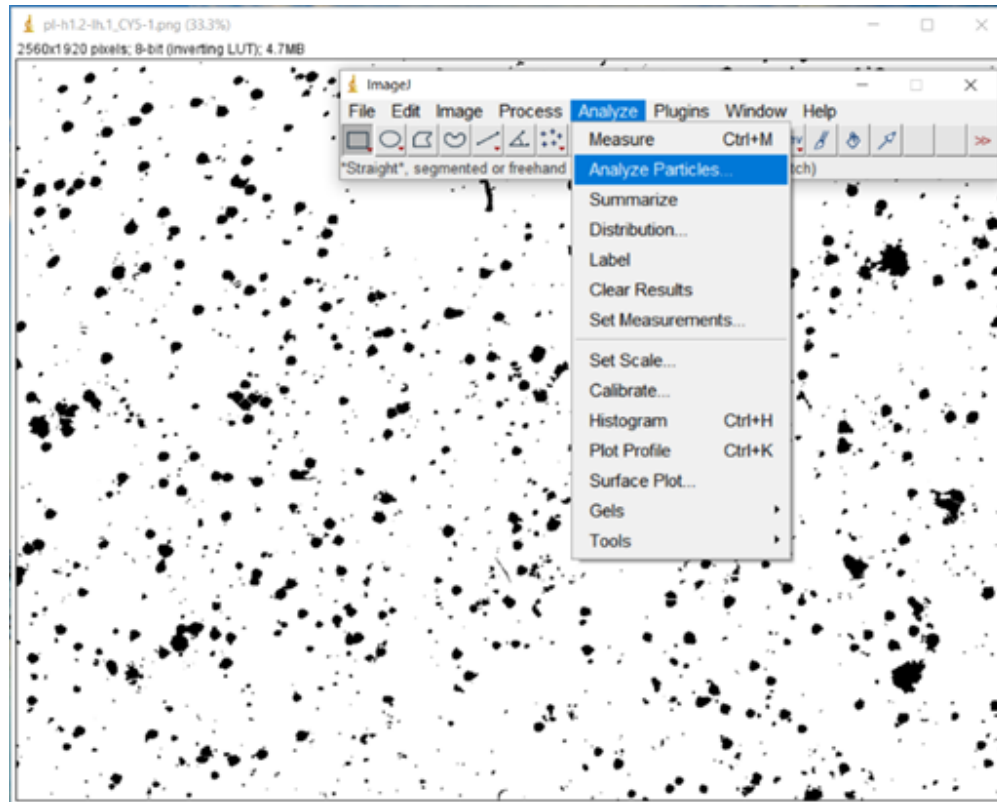 pl-h1.2-lh.1_CY5-1.png (33.3%)
2560x1920 pixels; 8-bit (inverting LUT); 4.7MB
ImageJ
File Edit Image Process Analyze Plugins Window Help
*Straight*, segmented or freehand tch)
Measure Ctrl+M
Analyze Particles...
Summarize
Distribution...
Label
Clear Results
Set Measurements...
Set Scale...
Calibrate...
Histogram Ctrl+H
Plot Profile Ctrl+K
Surface Plot...
Gels
Tools